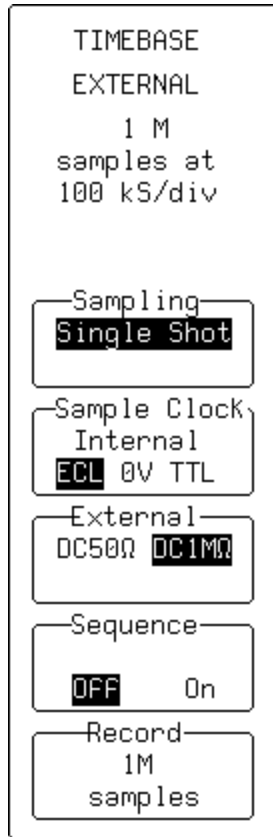 TIMEBASE
EXTERNAL
1 M
samples at
100 kS/div
Sampling
Single Shot
Sample Clock
Internal
ECL 0V TTL
External
DC50Ω DC1MΩ
Sequence
OFF On
Record
1M
samples